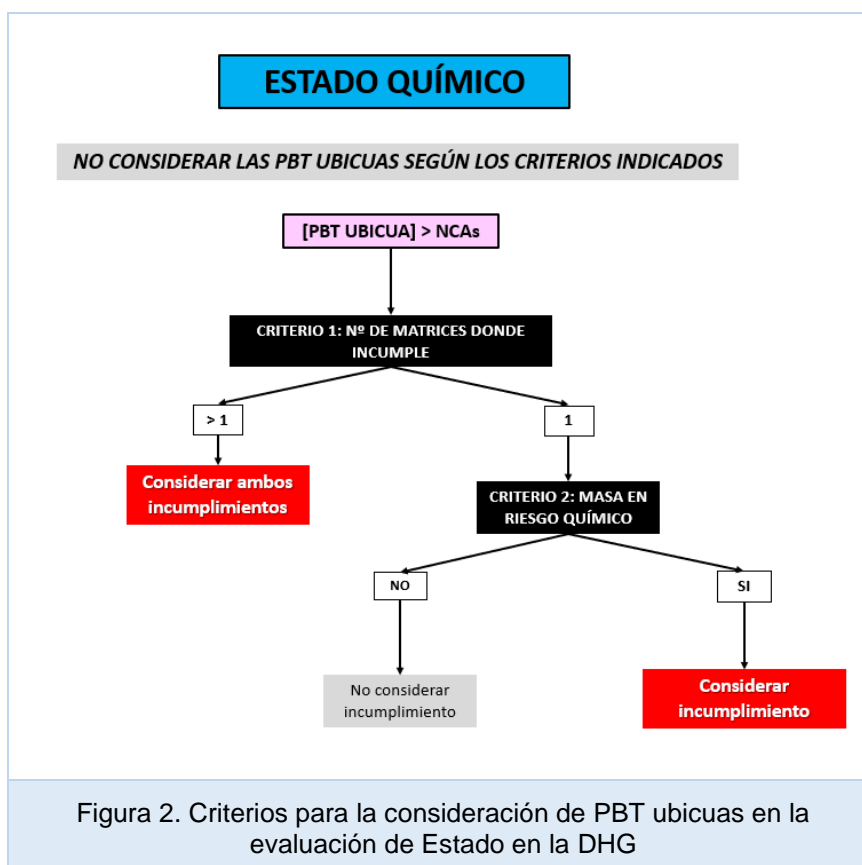 ESTADO QUÍMICO
NO CONSIDERAR LAS PBT UBICUAS SEGÚN LOS CRITERIOS INDICADOS
[PBT UBICUA] > NCAs
CRITERIO 1: Nº DE MATRICES DONDE
INCUMPLE
> 1
1
Considerar ambos
incumplimientos
CRITERIO 2: MASA EN
RIESGO QUÍMICO
NO
SI
No considerar
incumplimiento
Considerar
incumplimiento
Figura 2. Criterios para la consideración de PBT ubicuas en la
evaluación de Estado en la DHG